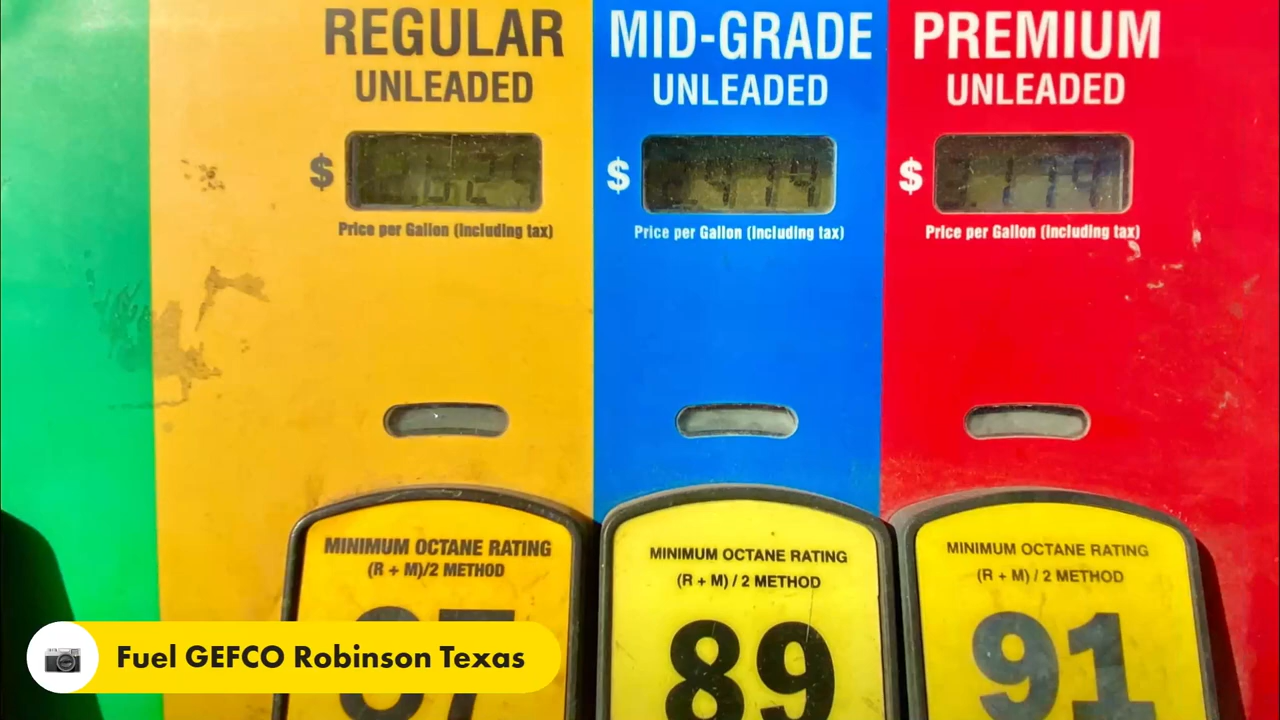 REGULAR
UNLEADED
$
Price per Gallon (including tax)
MINIMUM OCTANE RATING
(R + M)/2 METHOD
87
MID-GRADE
UNLEADED
$
Price per Gallon (including tax)
MINIMUM OCTANE RATING
(R + M) / 2 METHOD
89
PREMIUM
UNLEADED
$
Price per Gallon (including tax)
MINIMUM OCTANE RATING
(R + M) / 2 METHOD
91
Fuel GEFCO Robinson Texas